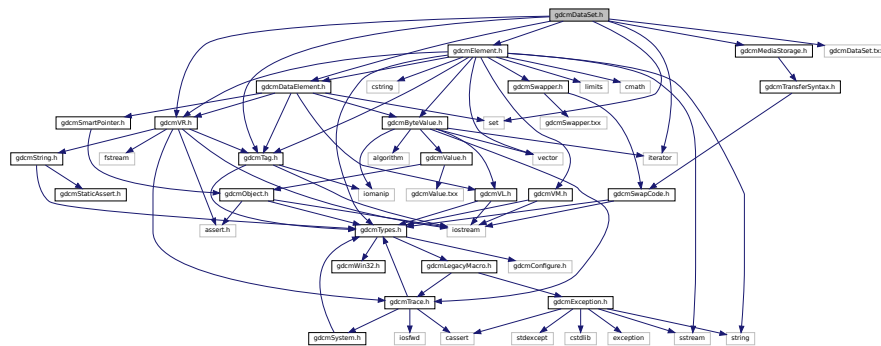 gdcmDataSet.h
gdcmElement.h
gdcmMediaStorage.h
gdcmDataSet.txx
gdcmDataElement.h
cstring
gdcmSwapper.h
limits
cmath
gdcmTransferSyntax.h
gdcmSmartPointer.h
gdcmVR.h
gdcmByteValue.h
set
gdcmSwapper.txx
gdcmString.h
fstream
gdcmTag.h
algorithm
gdcmValue.h
vector
iterator
gdcmStaticAssert.h
gdcmObject.h
iomanip
gdcmValue.txx
gdcmVL.h
gdcmVM.h
gdcmSwapCode.h
assert.h
gdcmTypes.h
iostream
gdcmWin32.h
gdcmLegacyMacro.h
gdcmConfigure.h
gdcmTrace.h
gdcmException.h
gdcmSystem.h
iosfwd
cassert
stdexcept
cstdlib
exception
sstream
string